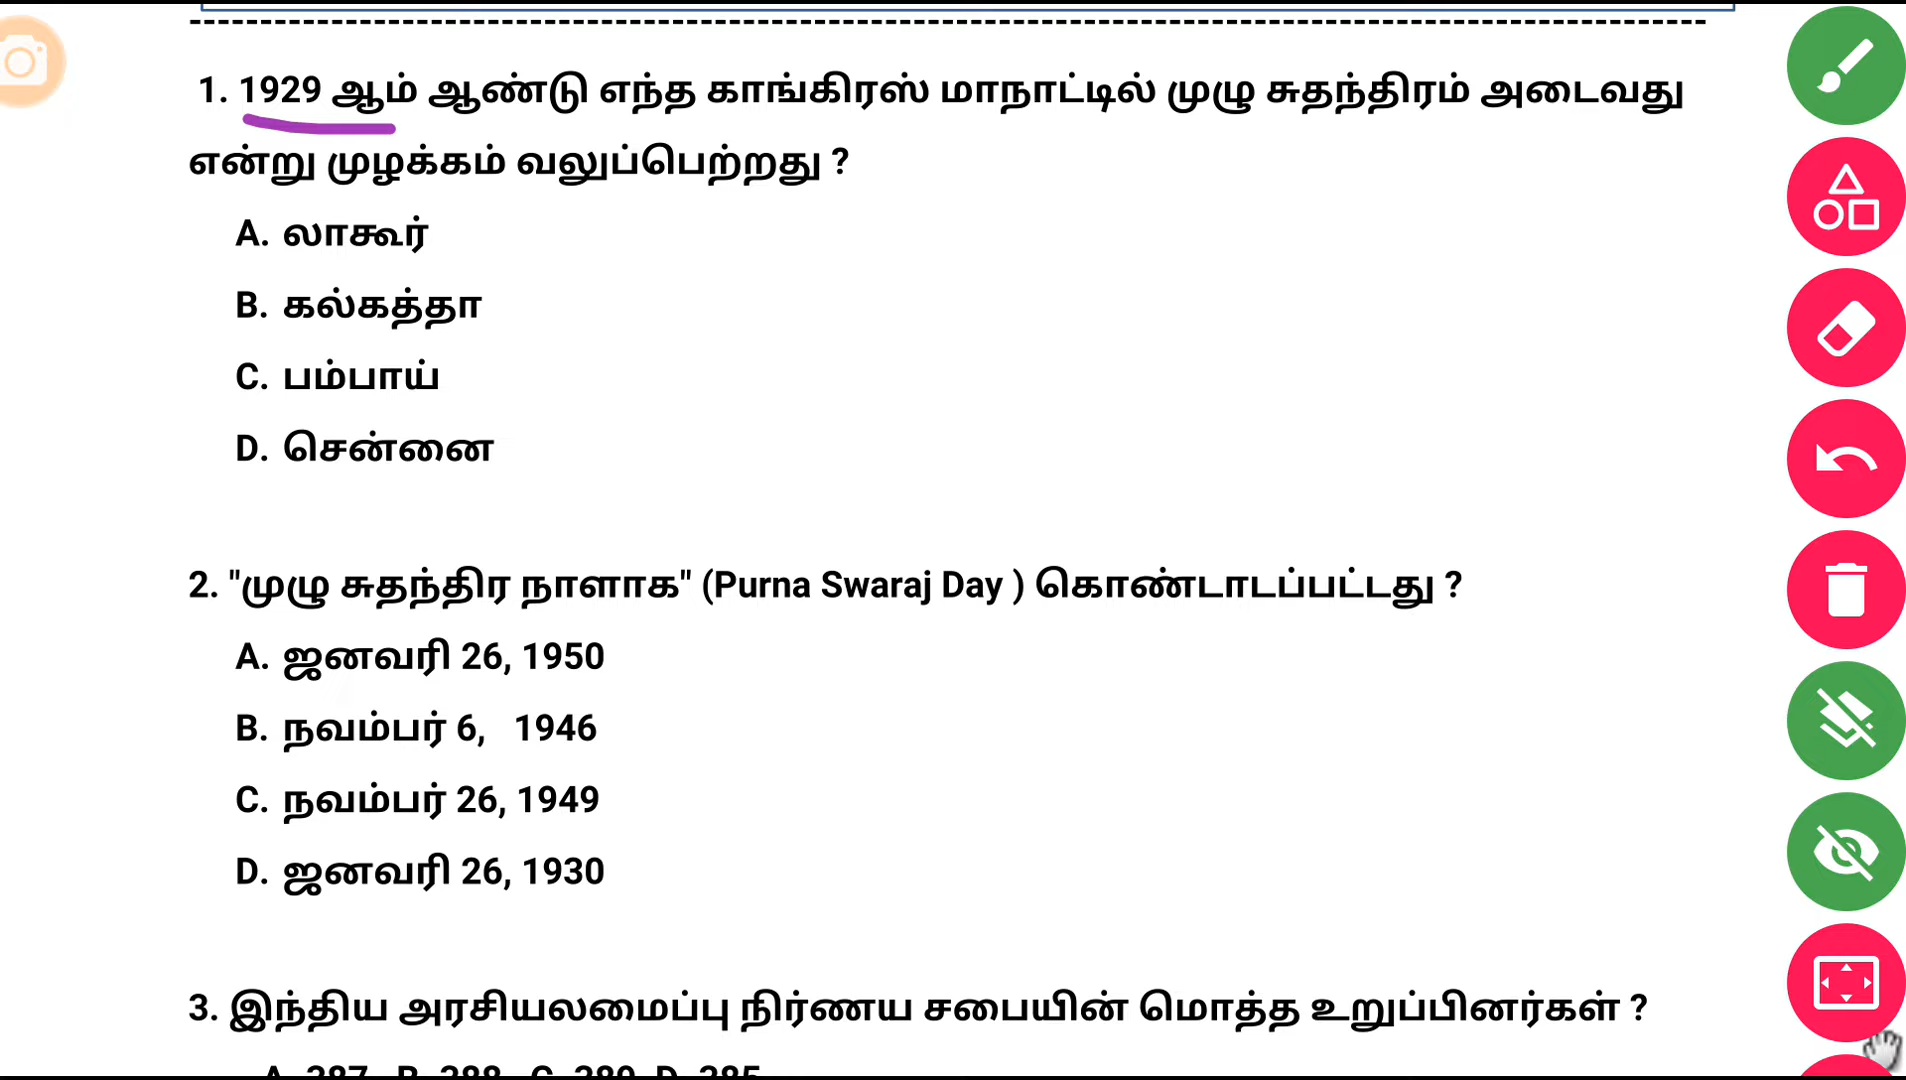 1. 1929 ஆம் ஆண்டு எந்த காங்கிரஸ் மாநாட்டில் முழு சுதந்திரம் அடைவது
என்று முழக்கம் வலுப்பெற்றது ?
A. லாகூர்
B. கல்கத்தா
C. பம்பாய்
D. சென்னை
2. "முழு சுதந்திர நாளாக" (Purna Swaraj Day ) கொண்டாடப்பட்டது ?
A. ஜனவரி 26, 1950
B. நவம்பர் 6, 1946
C. நவம்பர் 26, 1949
D. ஜனவரி 26, 1930
3. இந்திய அரசியலமைப்பு நிர்ணய சபையின் மொத்த உறுப்பினர்கள் ?